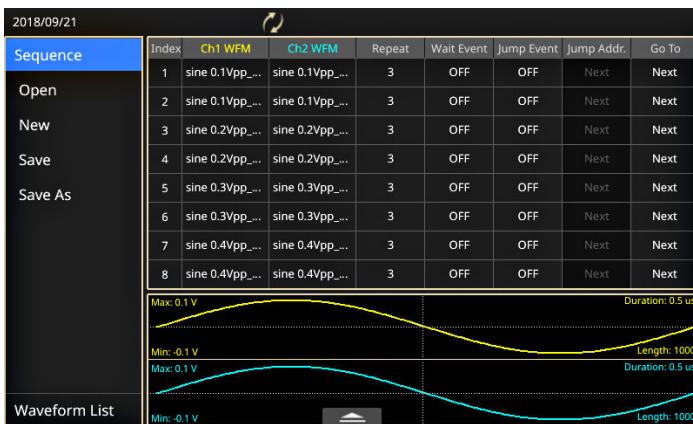 2018/09/21
Sequence
Open
New
Save
Save As
Waveform List
Index Ch1 WFM Ch2 WFM Repeat Wait Event Jump Event Jump Addr. Go To
1 sine 0.1Vpp_... sine 0.1Vpp_... 3 OFF OFF Next Next
2 sine 0.1Vpp_... sine 0.1Vpp_... 3 OFF OFF Next Next
3 sine 0.2Vpp_... sine 0.2Vpp_... 3 OFF OFF Next Next
4 sine 0.2Vpp_... sine 0.2Vpp_... 3 OFF OFF Next Next
5 sine 0.3Vpp_... sine 0.3Vpp_... 3 OFF OFF Next Next
6 sine 0.3Vpp_... sine 0.3Vpp_... 3 OFF OFF Next Next
7 sine 0.4Vpp_... sine 0.4Vpp_... 3 OFF OFF Next Next
8 sine 0.4Vpp_... sine 0.4Vpp_... 3 OFF OFF Next Next
Max: 0.1 V Duration: 0.5 us
Min: -0.1 V Length: 1000
Max: 0.1 V Duration: 0.5 us
Min: -0.1 V Length: 1000